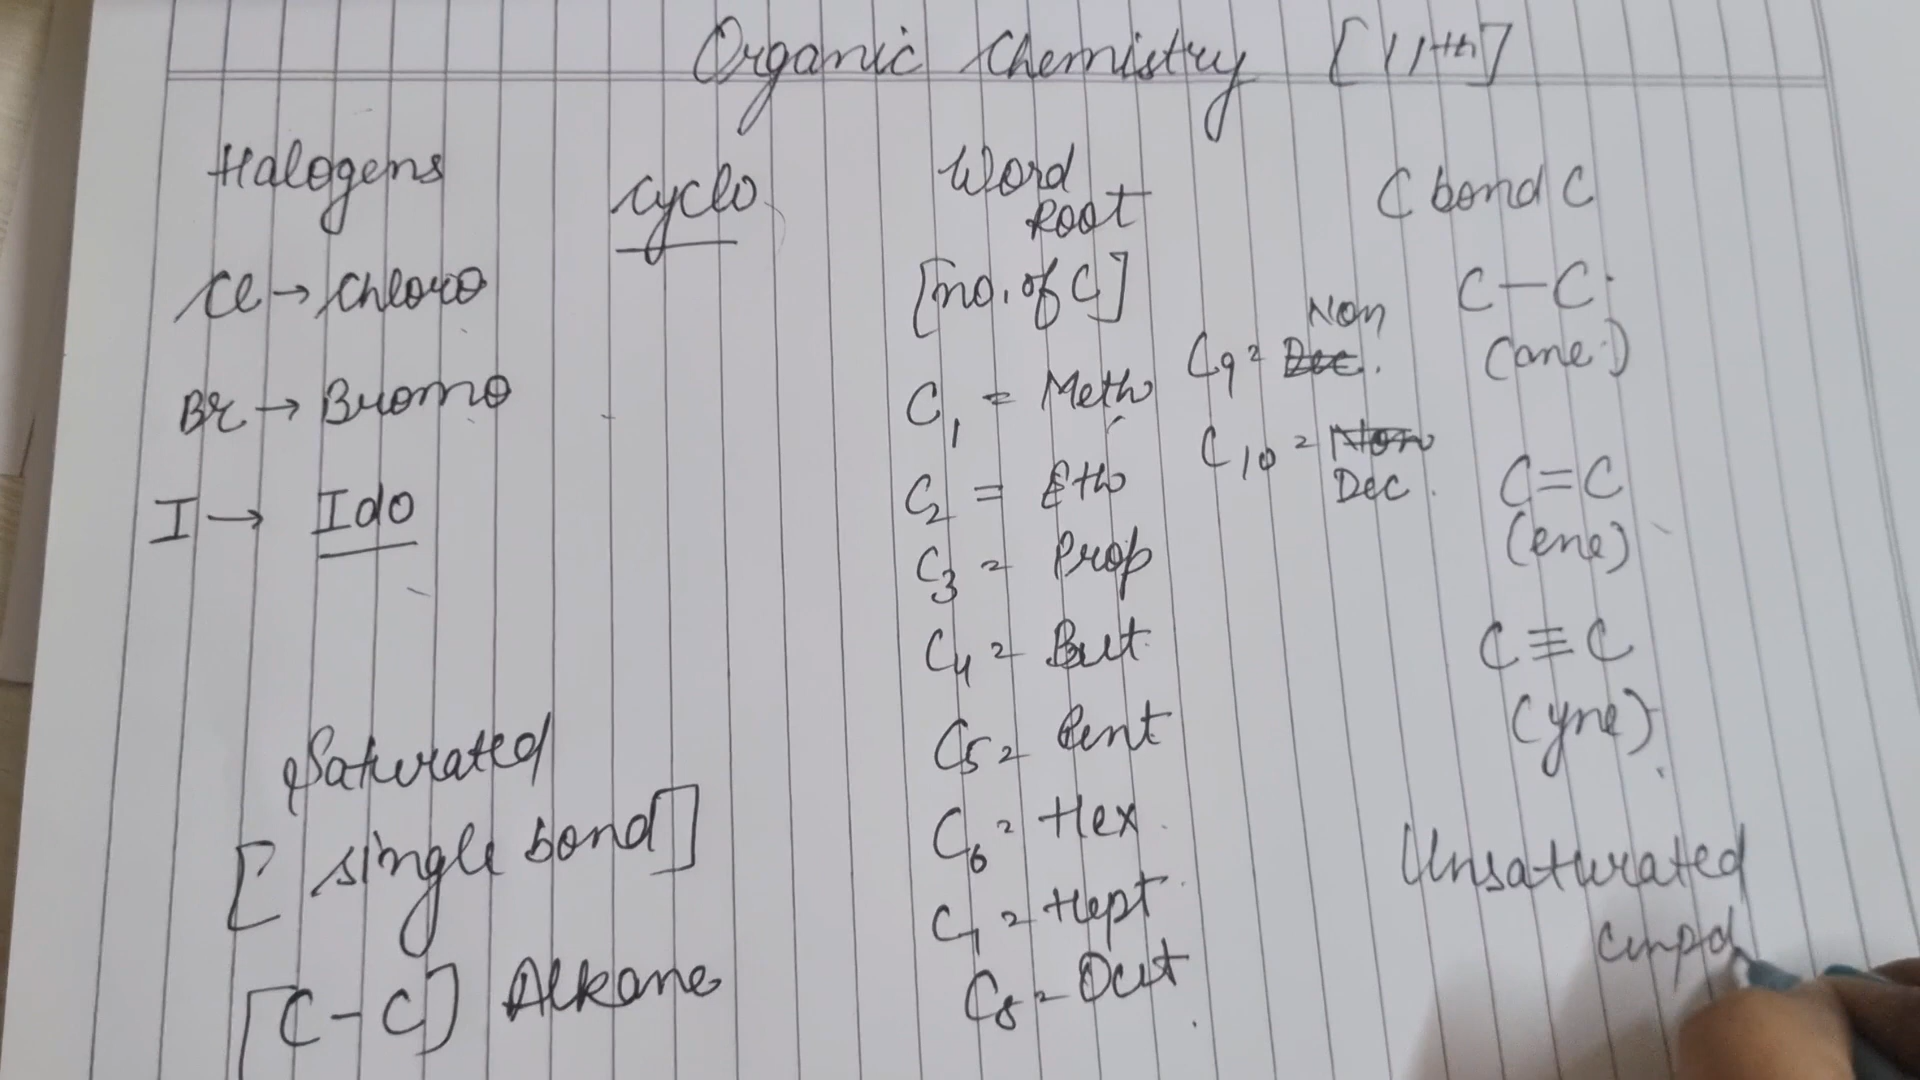 Organic Chemistry [11th]
Halogens
Cl → Chloro
Br → Bromo
I → Ido
Cyclo
Word
Root
[no. of C]
C1 = Meth
C2 = Eth
C3 = Prop
C4 = But
C5 = Pent
C6 = Hex
C7 = Hept
C8 = Oct
Non
C9 = Dec
C10 = Non
Dec
C bond C
C-C
(ane)
C=C
(ene)
C≡C
(yne)
Saturated
[single bond]
[C-C] Alkane
Unsaturated
cmpd